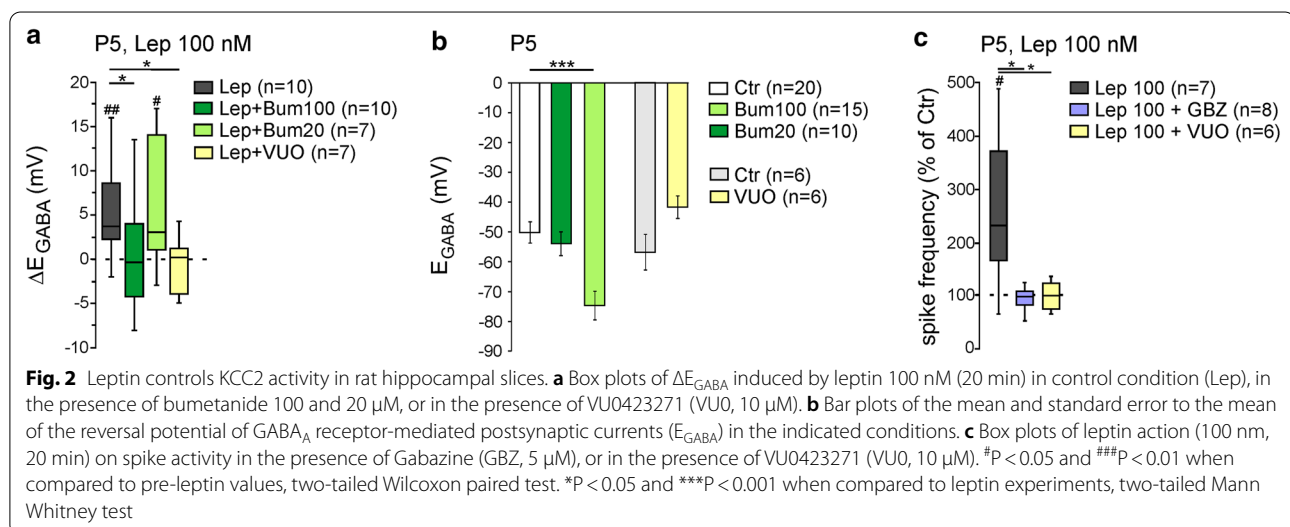 a
P5, Lep 100 nM
*
*
##
#
ΔE_GABA (mV)
20
15
10
5
0
-5
-10
Lep (n=10)
Lep+Bum100 (n=10)
Lep+Bum20 (n=7)
Lep+VUO (n=7)
b
P5
***
E_GABA (mV)
0
-10
-20
-30
-40
-50
-60
-70
-80
-90
Ctr (n=20)
Bum100 (n=15)
Bum20 (n=10)
Ctr (n=6)
VUO (n=6)
c
P5, Lep 100 nM
*
*
#
spike frequency (% of Ctr)
500
400
300
200
100
0
Lep 100 (n=7)
Lep 100 + GBZ (n=8)
Lep 100 + VUO (n=6)
Fig. 2 Leptin controls KCC2 activity in rat hippocampal slices. a Box plots of ΔE_GABA induced by leptin 100 nM (20 min) in control condition (Lep), in
the presence of bumetanide 100 and 20 μM, or in the presence of VU0423271 (VU0, 10 μM). b Bar plots of the mean and standard error to the mean
of the reversal potential of GABA_A receptor-mediated postsynaptic currents (E_GABA) in the indicated conditions. c Box plots of leptin action (100 nm,
20 min) on spike activity in the presence of Gabazine (GBZ, 5 μM), or in the presence of VU0423271 (VU0, 10 μM). #P < 0.05 and ###P < 0.01 when
compared to pre-leptin values, two-tailed Wilcoxon paired test. *P < 0.05 and ***P < 0.001 when compared to leptin experiments, two-tailed Mann
Whitney test